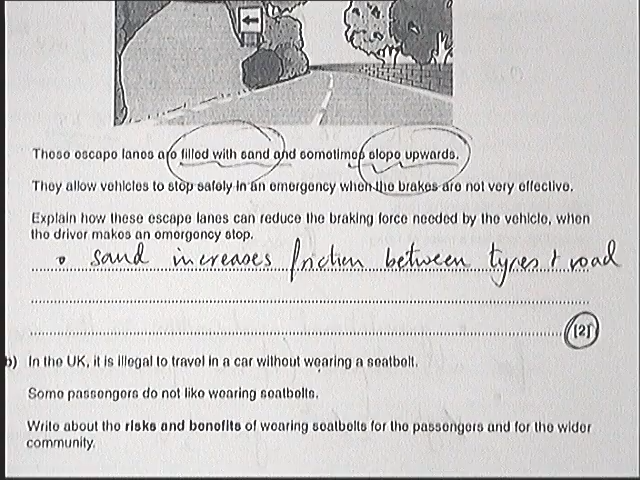 These escape lanes are filled with sand and sometimes slope upwards.
They allow vehicles to stop safely in an emergency when the brakes are not very effective.
Explain how these escape lanes can reduce the braking force needed by the vehicle, when
the driver makes an emergency stop.
o sand increases friction between tyres + road
[2]
b) In the UK, it is illegal to travel in a car without wearing a seatbelt.
Some passengers do not like wearing seatbelts.
Write about the risks and benefits of wearing seatbelts for the passengers and for the wider
community.